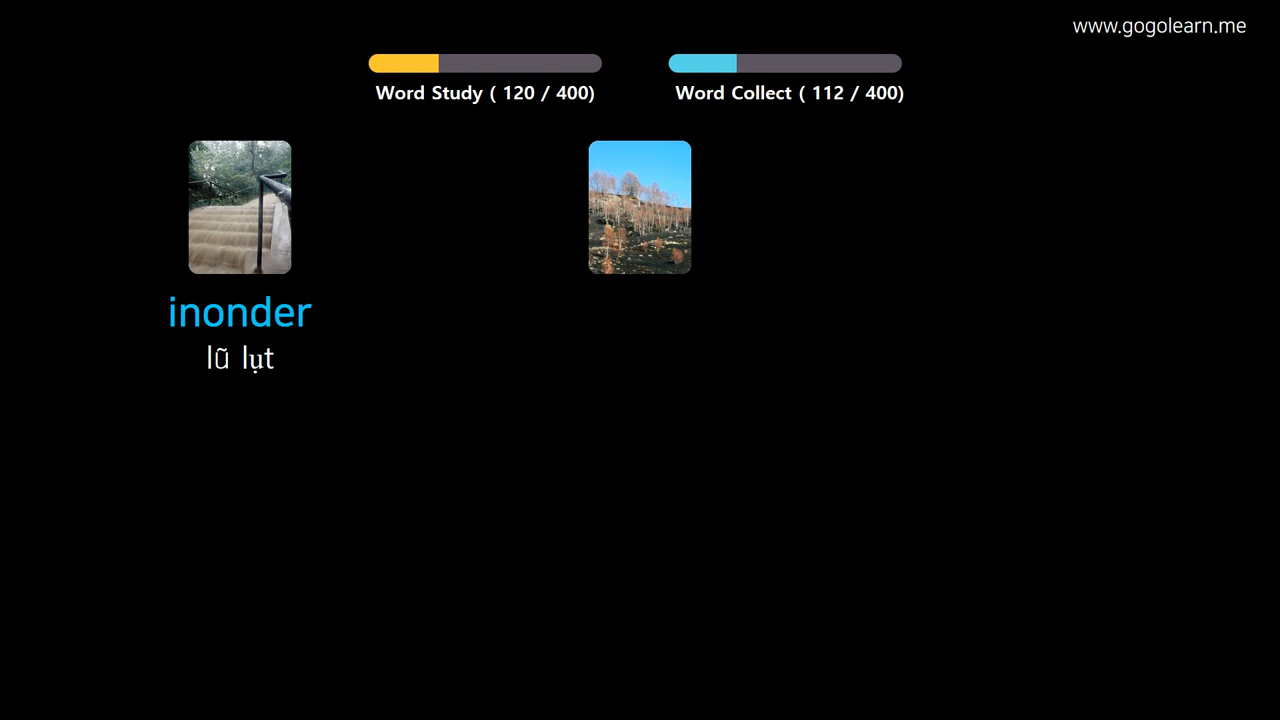 www.gogolearn.me
Word Study ( 120 / 400)
Word Collect ( 112 / 400)
inonder
lũ lụt